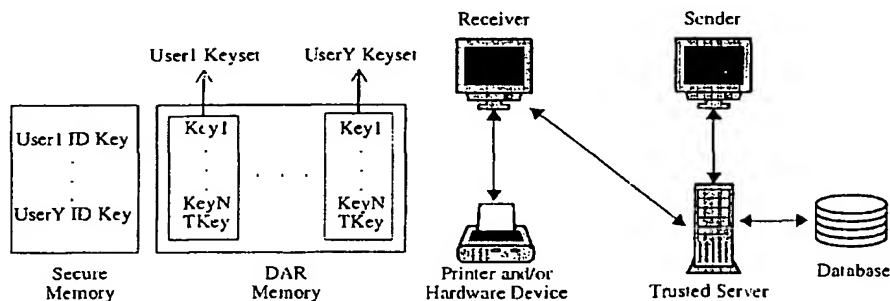 Receiver
Sender
User1 Keyset
UserY Keyset
User1 ID Key
UserY ID Key
Key1
KeyN
TKey
Key1
KeyN
TKey
Secure
Memory
DAR
Memory
Printer and/or
Hardware Device
Trusted Server
Database